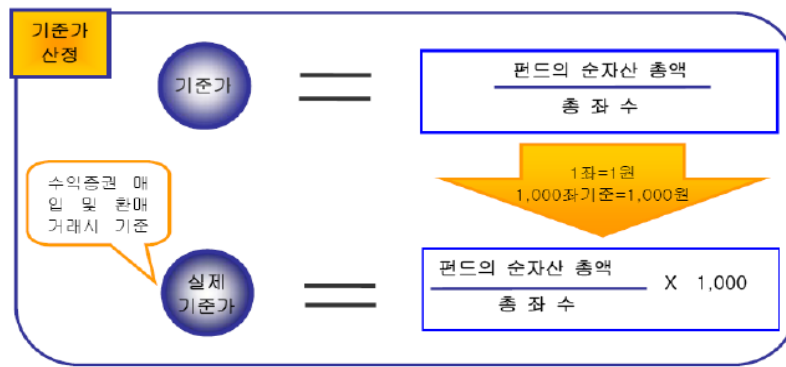 기준가
산정
기준가
펀드의 순자산 총액
총 좌 수
1좌=1원
1,000좌기준=1,000원
수익증권 매
입 및 환매
거래시 기준
실제
기준가
펀드의 순자산 총액
총 좌 수
X 1,000